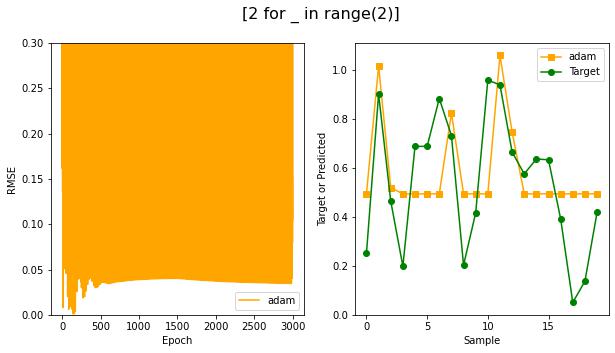 [2 for _ in range(2)]
0.30
0.25
0.20
0.15
0.10
0.05
0.00
RMSE
0 500 1000 1500 2000 2500 3000
Epoch
adam
1.0
0.8
0.6
0.4
0.2
0.0
Target or Predicted
0 5 10 15
Sample
adam
Target